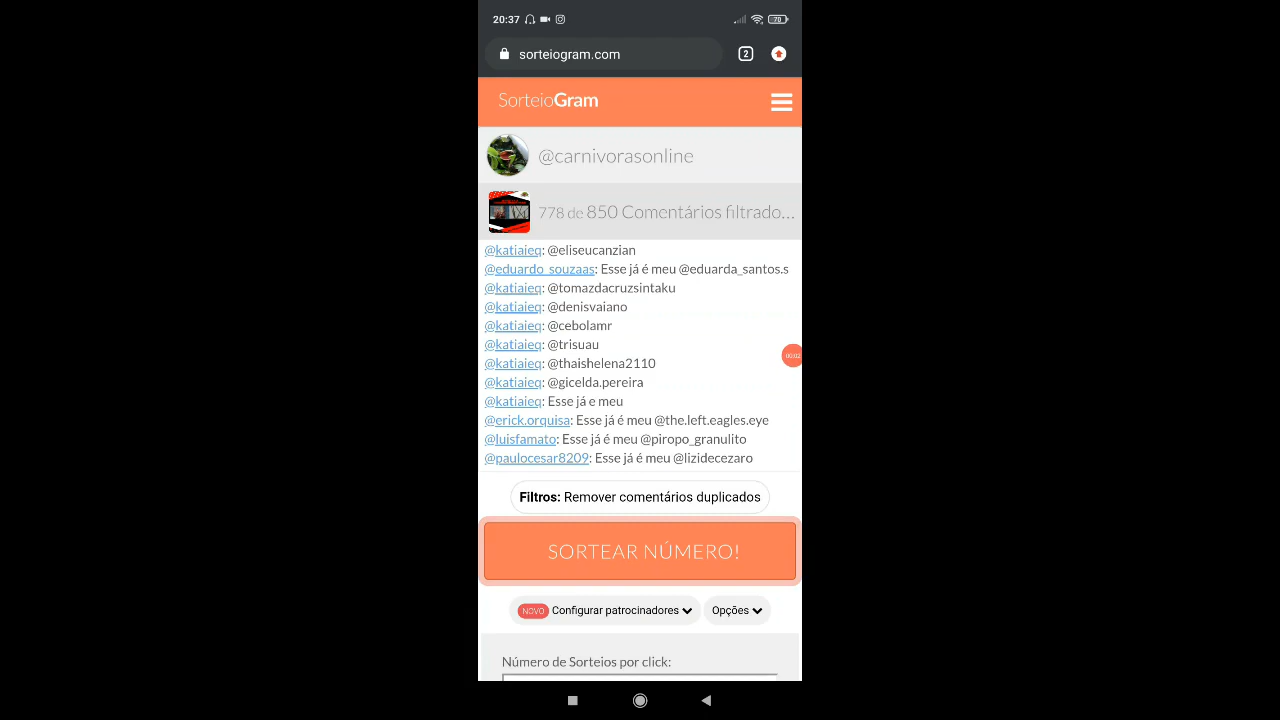 20:37
70
sorteiogram.com
2
SorteioGram
@carnivorasonline
778 de 850 Comentários filtrado...
@katiaieq: @eliseucanzian
@eduardo_souzaas: Esse já é meu @eduarda_santos.s
@katiaieq: @tomazdacruzsintaku
@katiaieq: @denisvaiano
@katiaieq: @cebolamr
@katiaieq: @trisuau
@katiaieq: @thaishelena2110
@katiaieq: @gicelda.pereira
@katiaieq: Esse já e meu
@erick.orquisa: Esse já é meu @the.left.eagles.eye
@luisfamato: Esse já é meu @piropo_granulito
@paulocesar8209: Esse já é meu @lizidecezaro
Filtros: Remover comentários duplicados
SORTEAR NÚMERO!
NOVO Configurar patrocinadores Opções
Número de Sorteios por click: